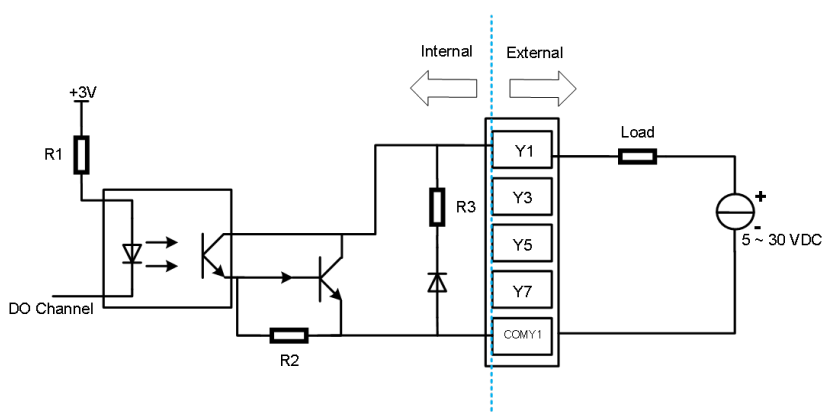 Internal
External
+3V
R1
Y1
Load
Y3
R3
+
-
Y5
5 ~ 30 VDC
Y7
DO Channel
COMY1
R2